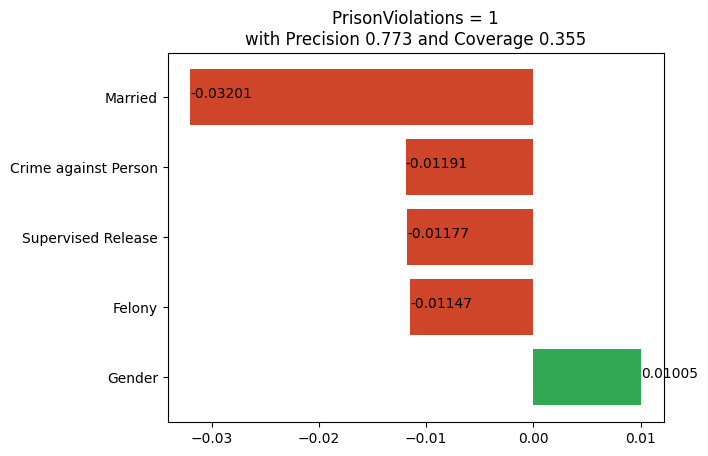 PrisonViolations = 1
with Precision 0.773 and Coverage 0.355
Married
-0.03201
Crime against Person
-0.01191
Supervised Release
-0.01177
Felony
-0.01147
Gender
0.01005
−0.03
−0.02
−0.01
0.00
0.01